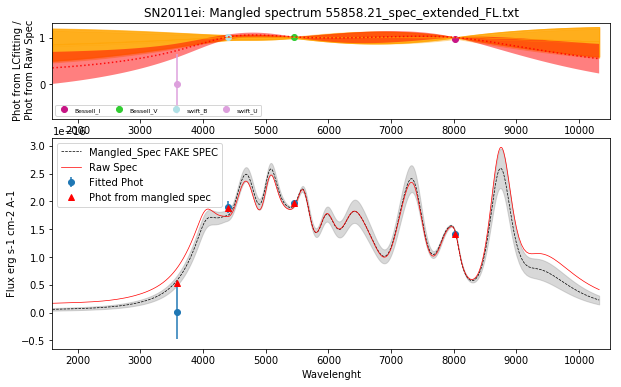 SN2011ei: Mangled spectrum 55858.21_spec_extended_FL.txt
Phot from LCfitting /
Phot from Raw Spec
1
0
Bessell_I
Bessell_V
swift_B
swift_U
2000 3000 4000 5000 6000 7000 8000 9000 10000
1e−16
Mangled_Spec FAKE SPEC
Raw Spec
Fitted Phot
Phot from mangled spec
Flux erg s-1 cm-2 A-1
3.0
2.5
2.0
1.5
1.0
0.5
0.0
−0.5
2000 3000 4000 5000 6000 7000 8000 9000 10000
Wavelenght